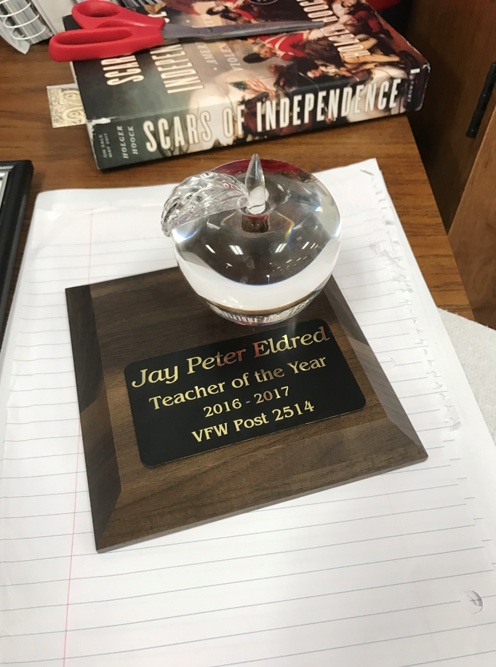 SCARS OF INDEPENDENCE
HOLGER
HOOCK
Jay Peter Eldred
Teacher of the Year
2016 - 2017
VFW Post 2514